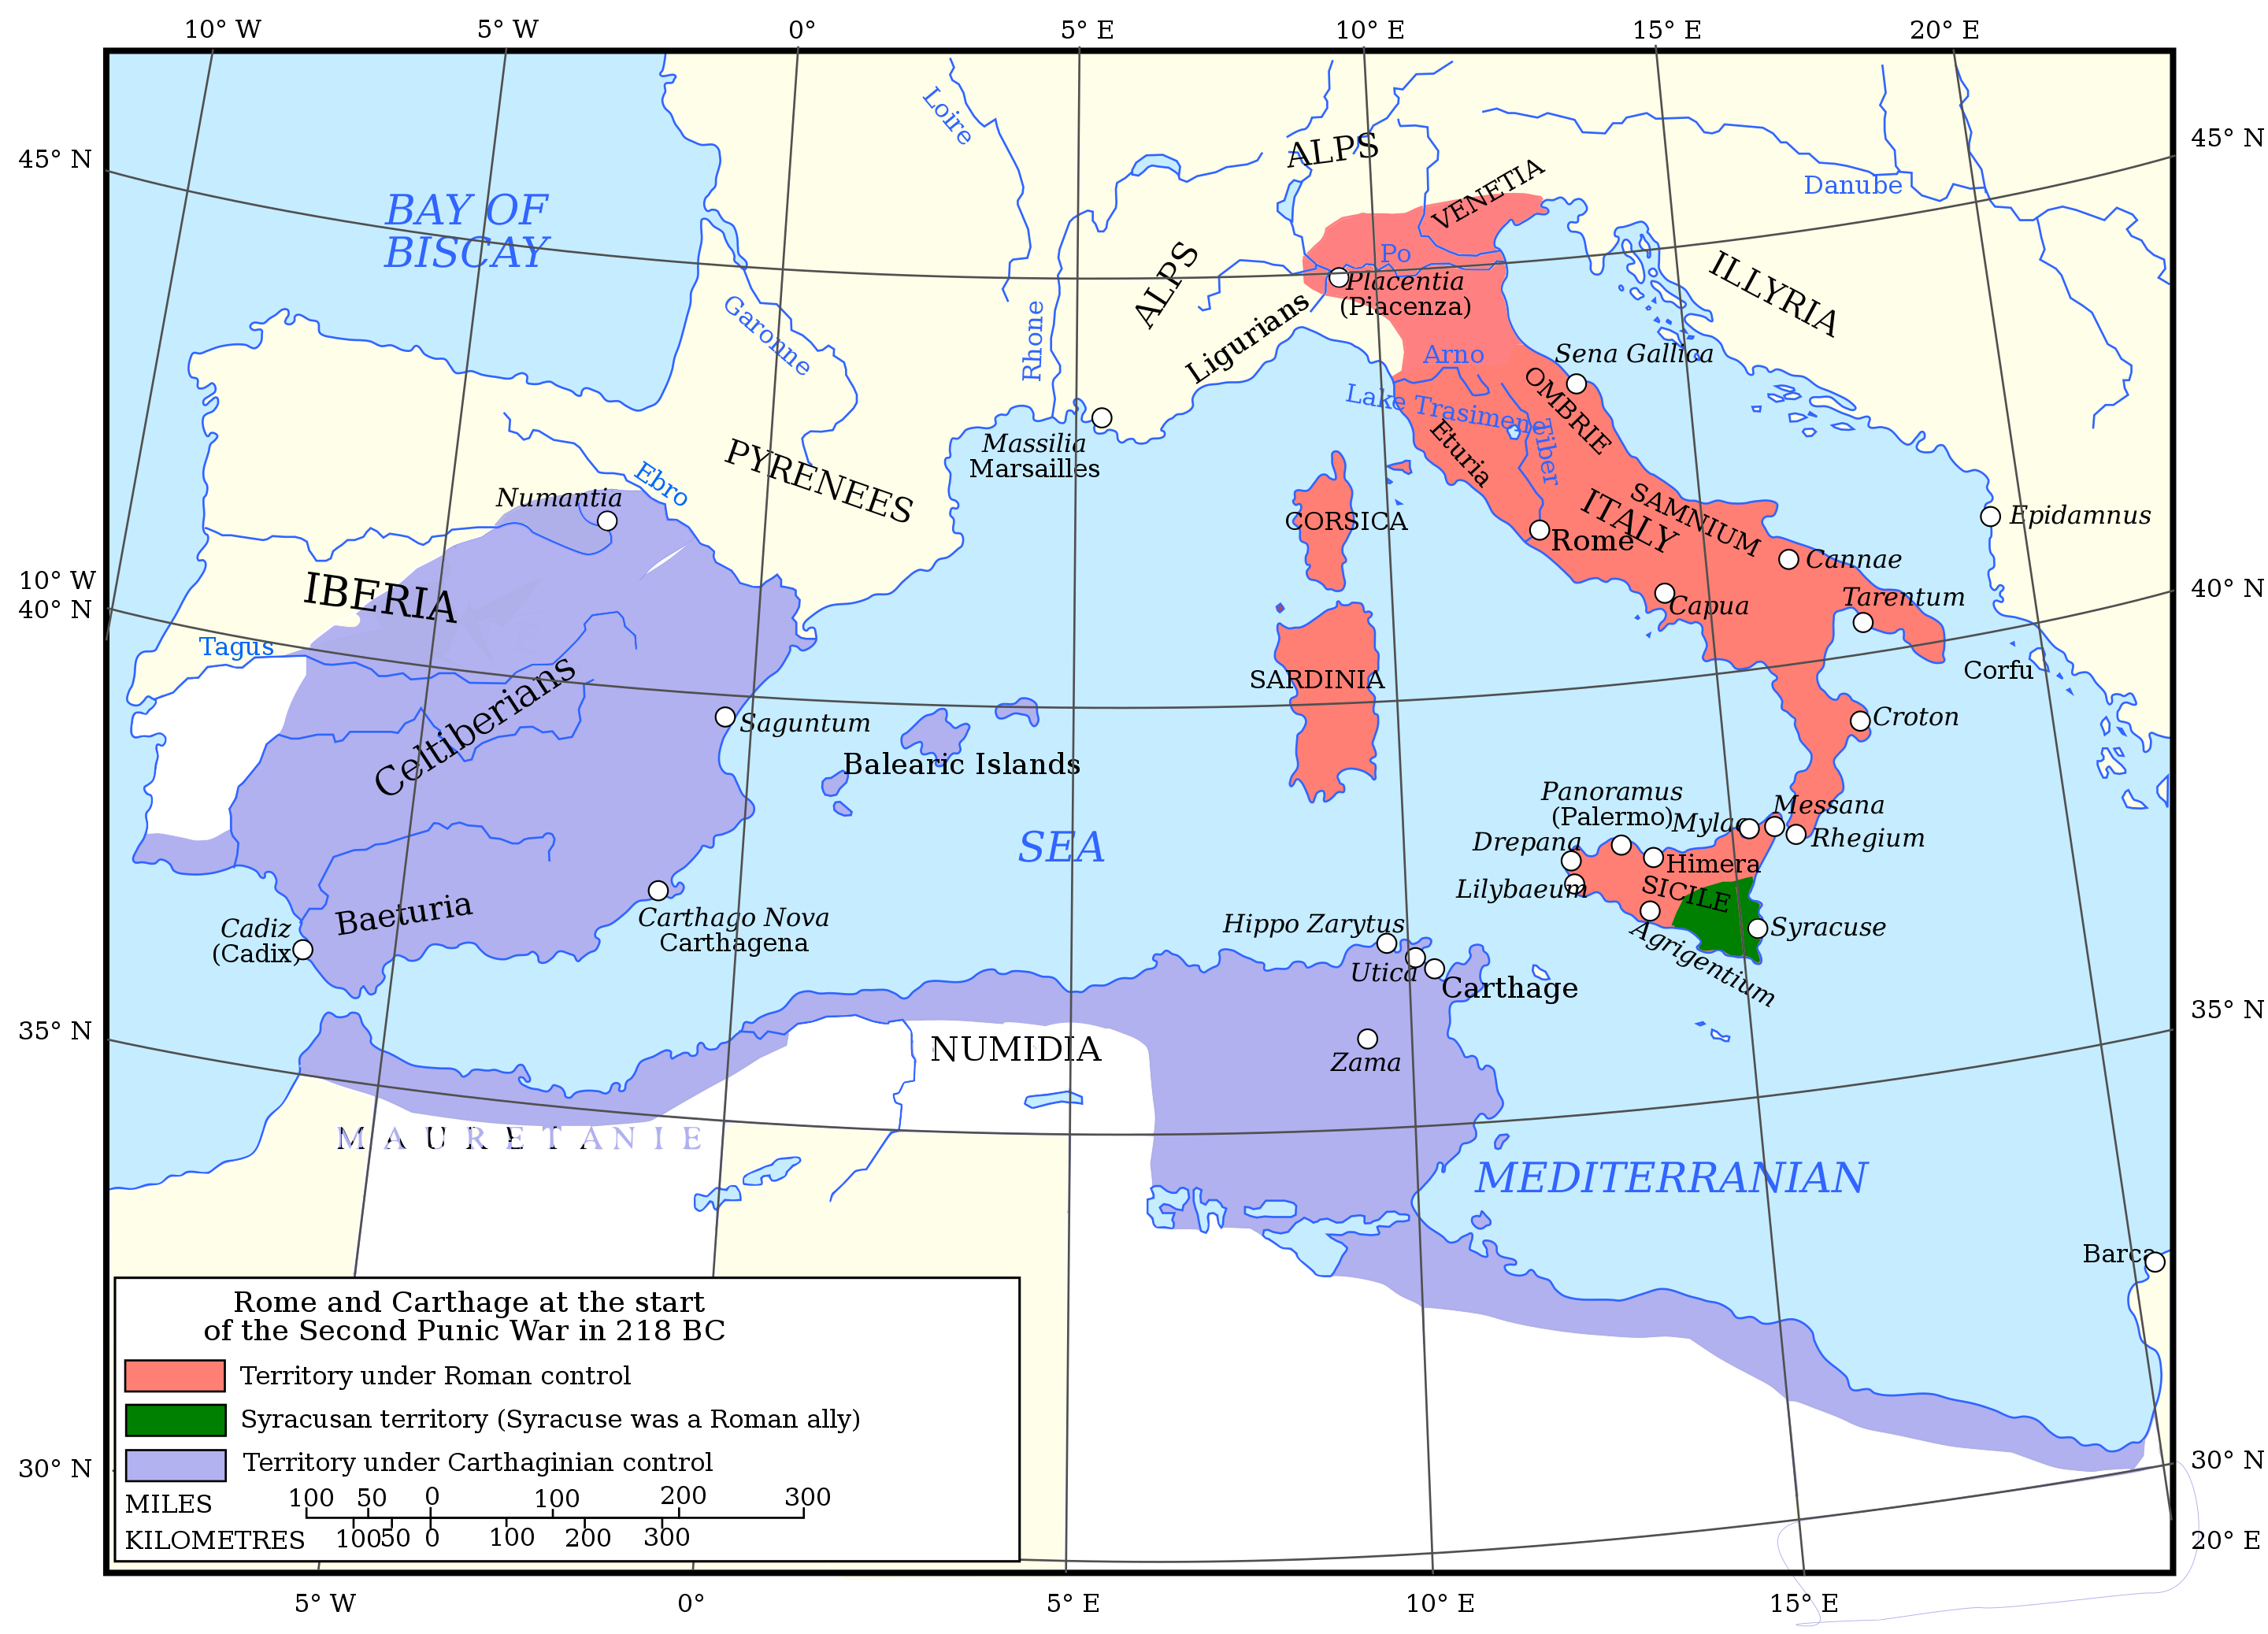 10° W
5° W
0°
5° E
10° E
15° E
20° E
45° N
45° N
Loire
ALPS
VENETIA
Danube
BAY OF
BISCAY
ALPS
Po
ILLYRIA
Placentia
(Piacenza)
Garonne
Rhone
Ligurians
Arno
Sena Gallica
Lake Trasimene
OMBRIE
Tiber
Eturia
Massilia
Marsailles
PYRENEES
Ebro
Numantia
CORSICA
SAMNIUM
ITALY
Rome
Epidamnus
Cannae
10° W
40° N
40° N
IBERIA
Capua
Tarentum
Tagus
Corfu
SARDINIA
Celtiberians
Saguntum
Croton
Balearic Islands
Panoramus
(Palermo)
Mylae
Messana
Rhegium
SEA
Drepana
Himera
Lilybaeum
SICILE
Baeturia
Carthago Nova
Carthagena
Cadiz
(Cadix)
Hippo Zarytus
Syracuse
Agrigentium
Utica
Carthage
35° N
35° N
NUMIDIA
Zama
MAURETANIE
MEDITERRANIAN
Barca
Rome and Carthage at the start
of the Second Punic War in 218 BC
Territory under Roman control
Syracusan territory (Syracuse was a Roman ally)
Territory under Carthaginian control
30° N
30° N
MILES
100 50 0 100 200 300
KILOMETRES
100 50 0 100 200 300
20° E
5° W
0°
5° E
10° E
15° E